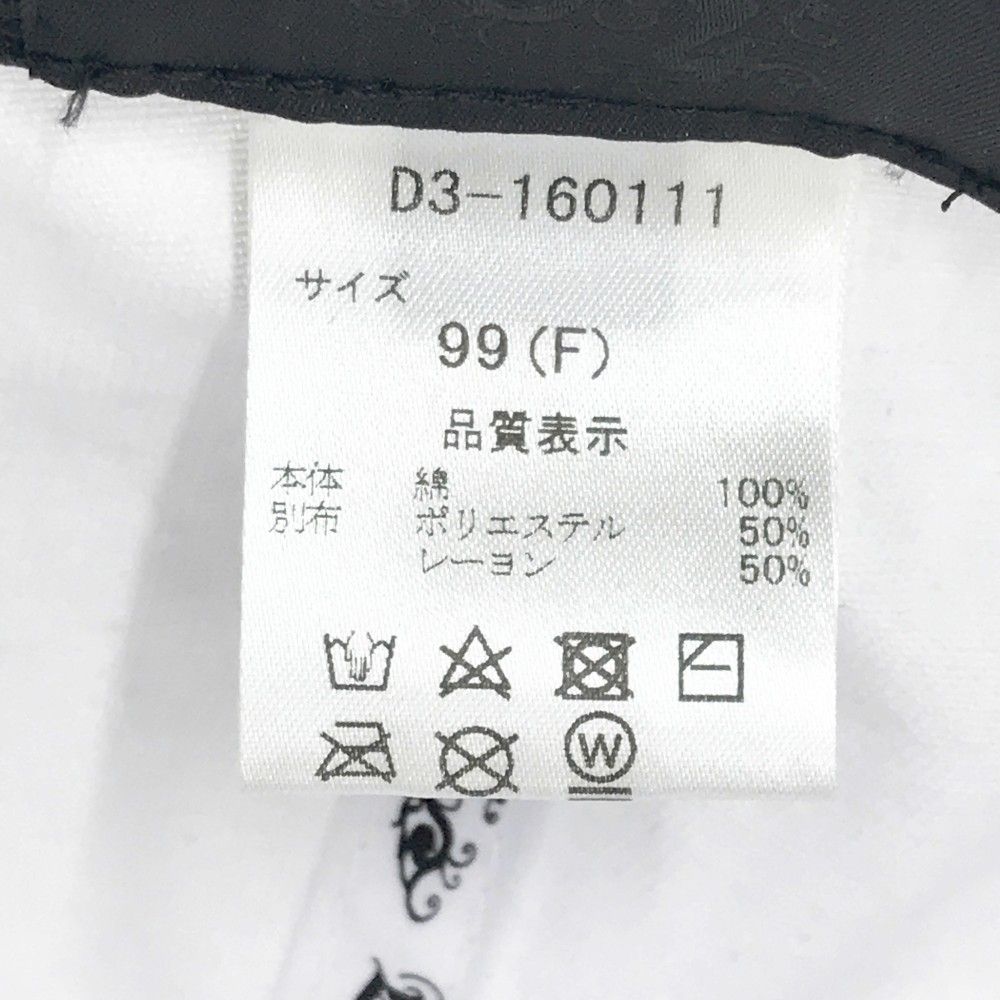 D3-160111
サイズ
99(F)
品質表示
本体 綿 100%
別布 ポリエステル 50%
レーヨン 50%
W